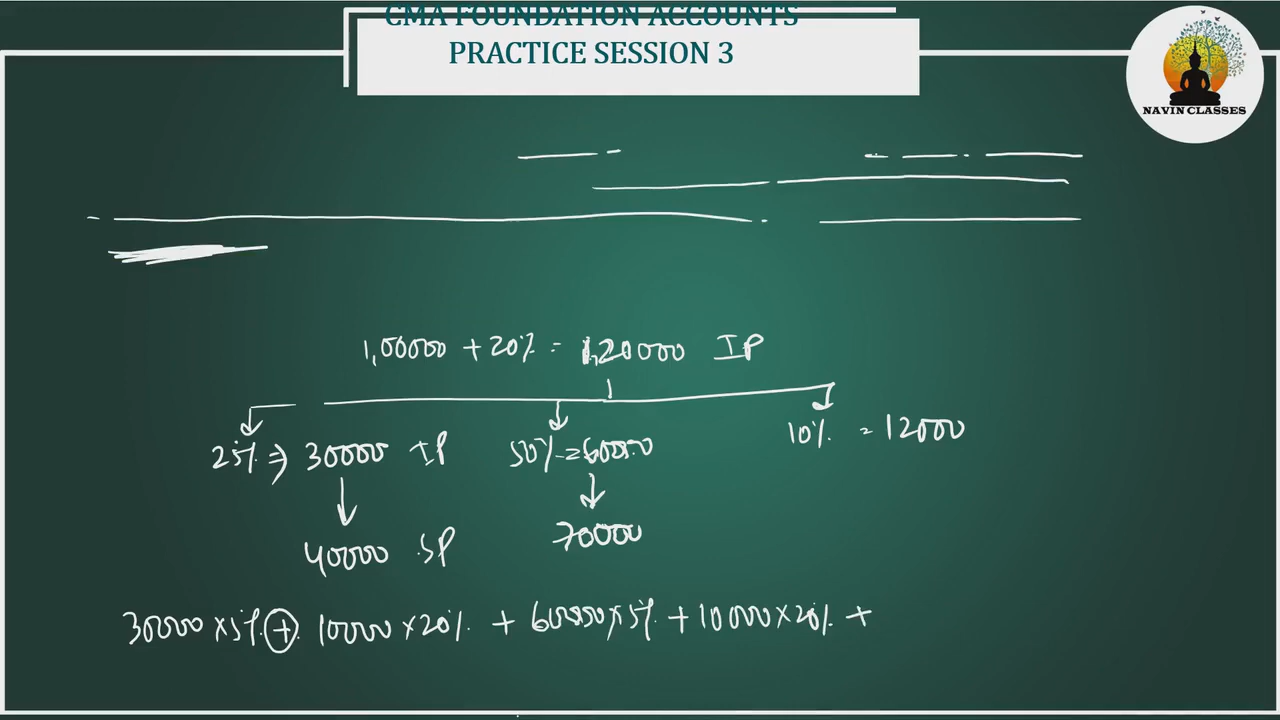 CMA FOUNDATION ACCOUNTS
PRACTICE SESSION 3
NAVIN CLASSES
1,00000 + 20% = 1,20000 IP
25% ⇒ 30000 IP 50% = 60000 10% = 12000
40000 SP 70000
30000 × 5% + 10000 × 20% + 60000 × 5% + 10000 × 20% +